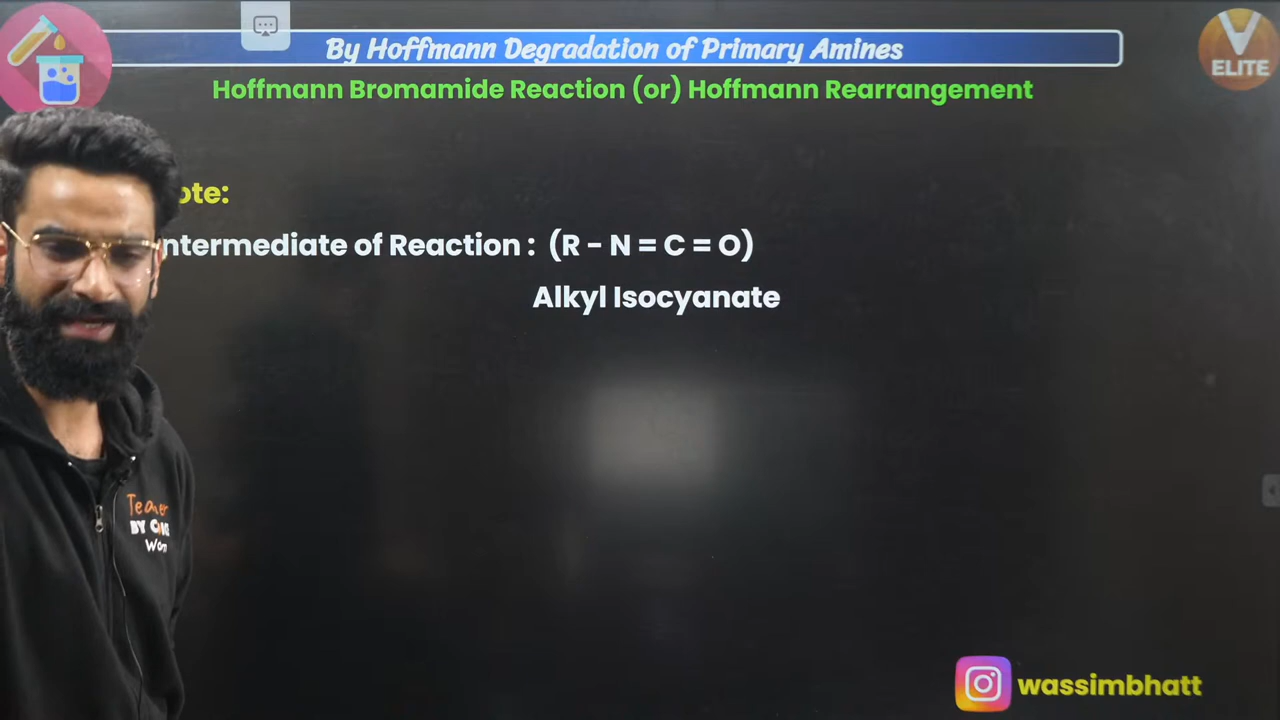 By Hoffmann Degradation of Primary Amines
ELITE
Hoffmann Bromamide Reaction (or) Hoffmann Rearrangement
ote:
ntermediate of Reaction : (R – N = C = O)
Alkyl Isocyanate
BY
wassimbhatt